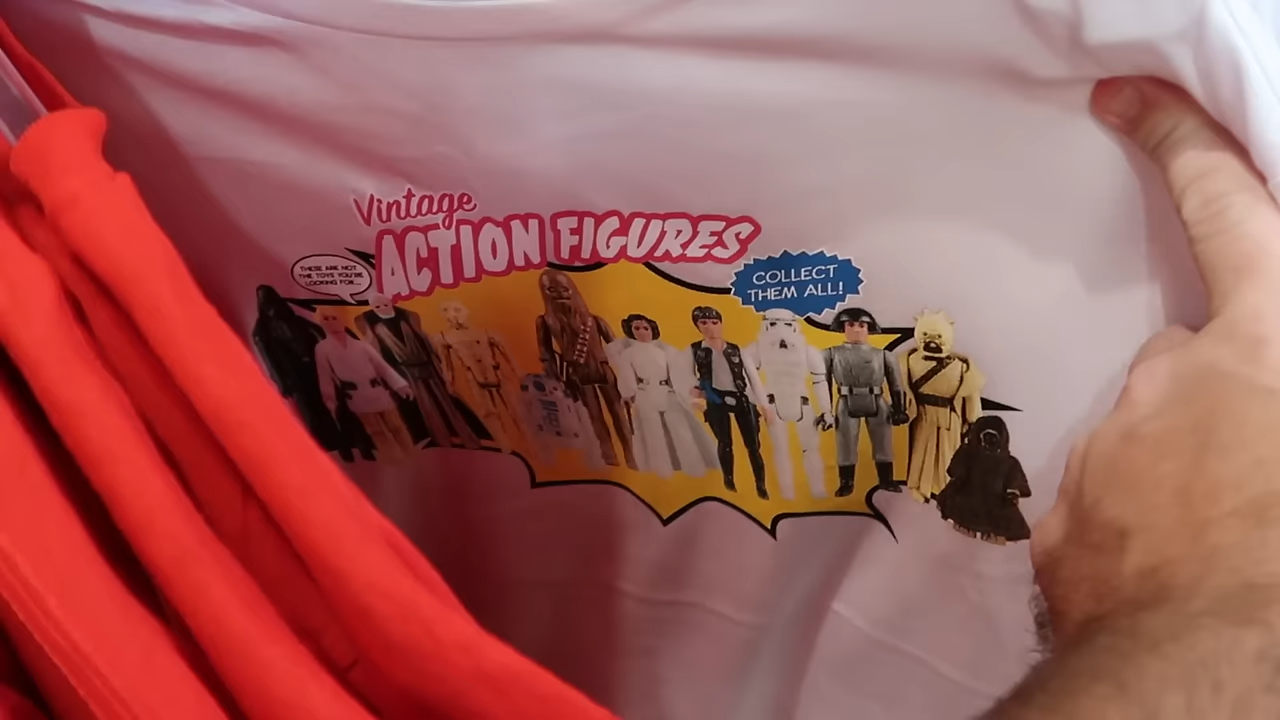 Vintage
ACTION FIGURES
THESE ARE NOT
THE TOYS YOU'RE
LOOKING FOR...
COLLECT
THEM ALL!